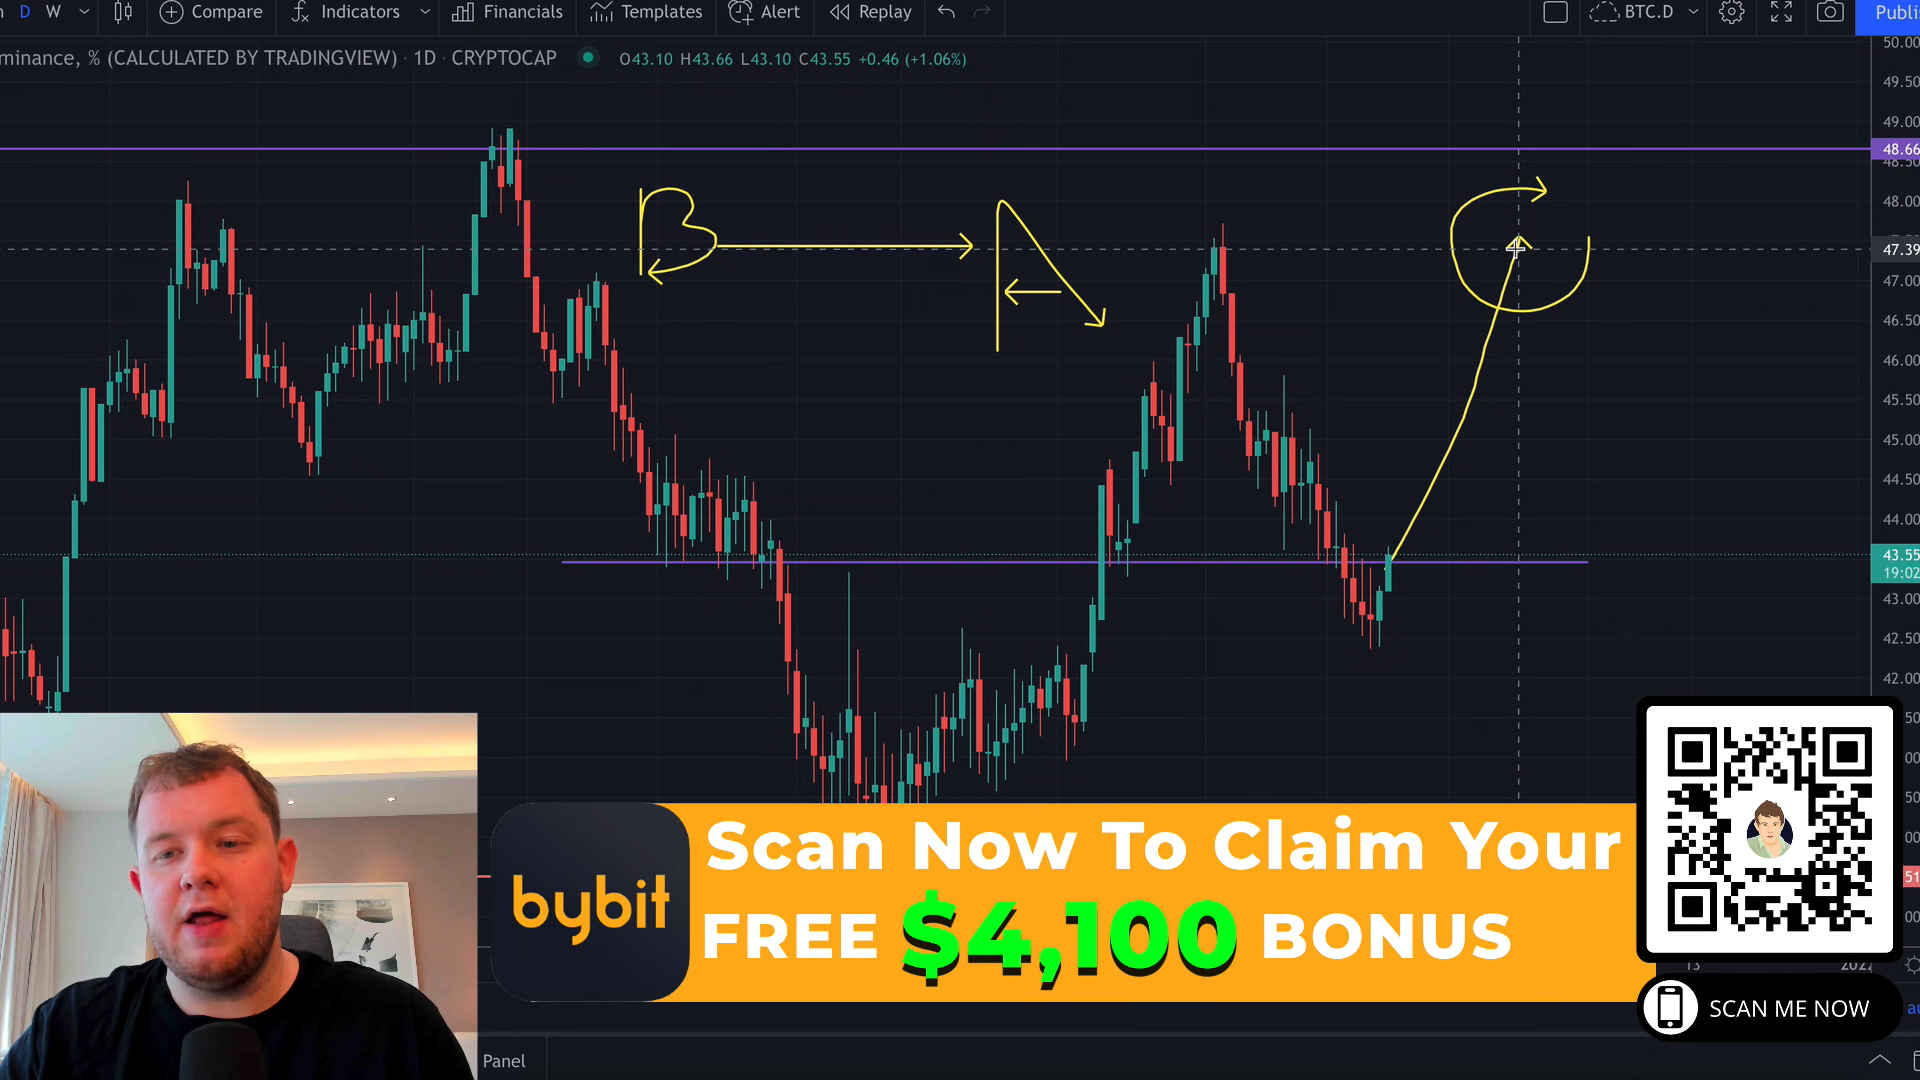 D W Compare Indicators Financials Templates Alert Replay BTC.D Publi
minance, % (CALCULATED BY TRADINGVIEW) · 1D · CRYPTOCAP O43.10 H43.66 L43.10 C43.55 +0.46 (+1.06%)
50.00
49.50
49.00
48.66
48.50
48.00
47.39
47.00
46.50
46.00
45.50
45.00
44.50
44.00
43.55
19:02
43.00
42.50
42.00
B A
bybit
Scan Now To Claim Your
FREE $4,100 BONUS
13
SCAN ME NOW
Panel